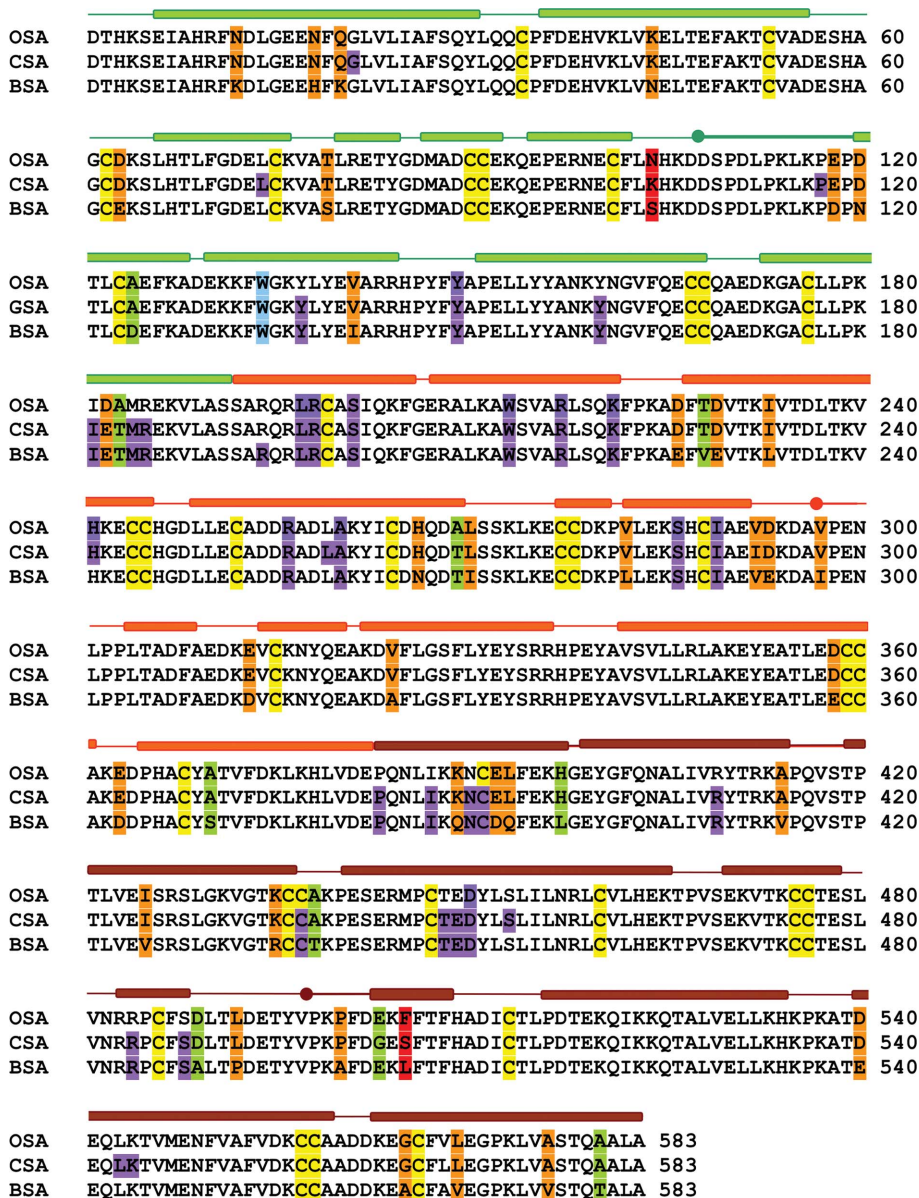 OSA DTHKSEIAHRFNDLGEENFQGLVLIAFSQYLQQCPFDEHVKLVKELTEFAKTCVADESHA 60
CSA DTHKSEIAHRFNDLGEENFQGLVLIAFSQYLQQCPFDEHVKLVKELTEFAKTCVADESHA 60
BSA DTHKSEIAHRFKDLGEEHFKGLVLIAFSQYLQQCPFDEHVKLVNELTEFAKTCVADESHA 60
OSA GCDKSLHTLFGDELCKVATLRETYGDMADCCEKQEPERNECFLNHKDDSPDLPKLKPEPD 120
CSA GCDKSLHTLFGDELCKVATLRETYGDMADCCEKQEPERNECFLKHKDDSPDLPKLKPEPD 120
BSA GCEKSLHTLFGDELCKVASLRETYGDMADCCEKQEPERNECFLSHKDDSPDLPKLKPDPN 120
OSA TLCAEFKADEKKFWGKYLYEVARRHPYFYAPELLYYANKYNGVFQECCQAEDKGACLLPK 180
GSA TLCAEFKADEKKFWGKYLYEVARRHPYFYAPELLYYANKYNGVFQECCQAEDKGACLLPK 180
BSA TLCDEFKADEKKFWGKYLYEIARRHPYFYAPELLYYANKYNGVFQECCQAEDKGACLLPK 180
OSA IDAMREKVLASSARQRLRCASIQKFGERALKAWSVARLSQKFPKADFTDVTKIVTDLTKV 240
CSA IETMREKVLASSARQRLRCASIQKFGERALKAWSVARLSQKFPKADFTDVTKIVTDLTKV 240
BSA IETMREKVLASSARQRLRCASIQKFGERALKAWSVARLSQKFPKAEFVEVTKLVTDLTKV 240
OSA HKECCHGDLLECADDRADLAKYICDHQDALSSKLKECCDKPVLEKSHCIAEVDKDAVPEN 300
CSA HKECCHGDLLECADDRADLAKYICDHQDTLSSKLKECCDKPVLEKSHCIAEIDKDAVPEN 300
BSA HKECCHGDLLECADDRADLAKYICDNQDTISSKLKECCDKPLLEKSHCIAEVEKDAIPEN 300
OSA LPPLTADFAEDKEVCKNYQEAKDVFLGSFLYEYSRRHPEYAVSVLLRLAKEYEATLEDCC 360
CSA LPPLTADFAEDKEVCKNYQEAKDVFLGSFLYEYSRRHPEYAVSVLLRLAKEYEATLEDCC 360
BSA LPPLTADFAEDKDVCKNYQEAKDAFLGSFLYEYSRRHPEYAVSVLLRLAKEYEATLEECC 360
OSA AKEDPHACYATVFDKLKHLVDEPQNLIKKNCELFEKHGEYGFQNALIVRYTRKAPQVSTP 420
CSA AKEDPHACYATVFDKLKHLVDEPQNLIKKNCELFEKHGEYGFQNALIVRYTRKAPQVSTP 420
BSA AKDDPHACYSTVFDKLKHLVDEPQNLIKQNCDQFEKLGEYGFQNALIVRYTRKVPQVSTP 420
OSA TLVEISRSLGKVGTKCCAKPESERMPCTEDYLSLILNRLCVLHEKTPVSEKVTKCCTESL 480
CSA TLVEISRSLGKVGTKCCAKPESERMPCTEDYLSLILNRLCVLHEKTPVSEKVTKCCTESL 480
BSA TLVEVSRSLGKVGTRCCTKPESERMPCTEDYLSLILNRLCVLHEKTPVSEKVTKCCTESL 480
OSA VNRRPCFSDLTLDETYVPKPFDEKFFTFHADICTLPDTEKQIKKQTALVELLKHKPKATD 540
CSA VNRRPCFSDLTLDETYVPKPFDGESFTFHADICTLPDTEKQIKKQTALVELLKHKPKATD 540
BSA VNRRPCFSALTPDETYVPKAFDEKLFTFHADICTLPDTEKQIKKQTALVELLKHKPKATE 540
OSA EQLKTVMENFVAFVDKCCAADDKEGCFVLEGPKLVASTQAALA 583
CSA EQLKTVMENFVAFVDKCCAADDKEGCFLLEGPKLVASTQAALA 583
BSA EQLKTVMENFVAFVDKCCAADDKEACFAVEGPKLVVSTQTALA 583